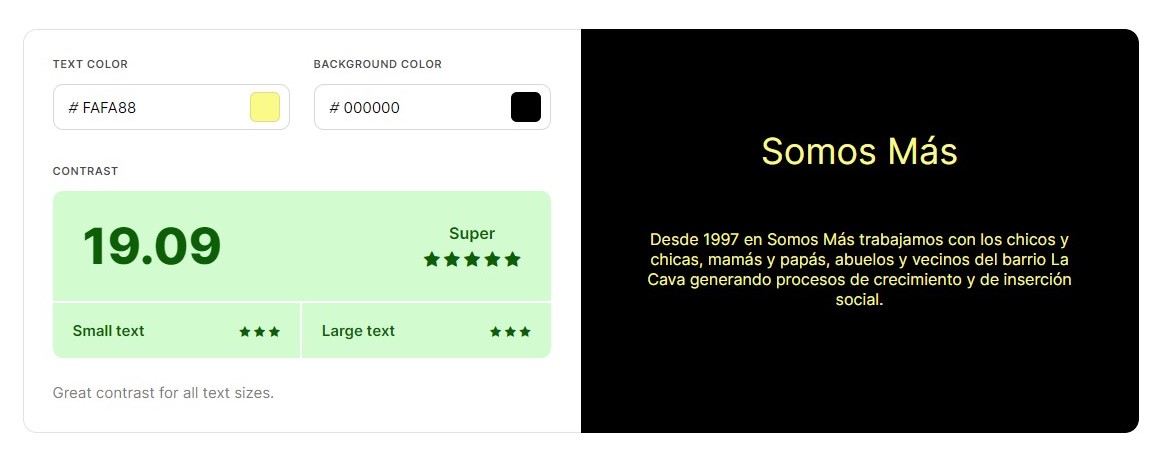 TEXT COLOR
# FAFA88
BACKGROUND COLOR
# 000000
CONTRAST
19.09
Super
Small text
Large text
Great contrast for all text sizes.
Somos Más
Desde 1997 en Somos Más trabajamos con los chicos y
chicas, mamás y papás, abuelos y vecinos del barrio La
Cava generando procesos de crecimiento y de inserción
social.